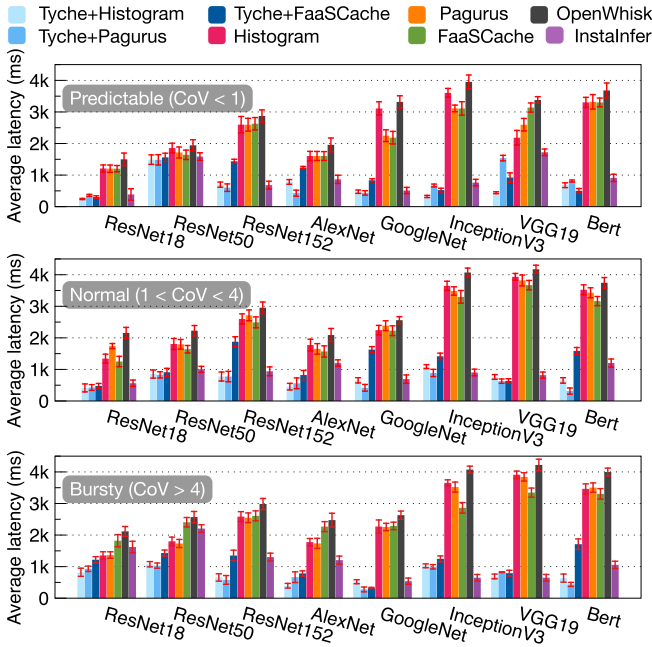 Tyche+Histogram Tyche+FaaSCache Pagurus OpenWhisk
Tyche+Pagurus Histogram FaaSCache InstaInfer
Average latency (ms)
4k
3k
2k
1k
0
Predictable (CoV < 1)
ResNet18 ResNet50 ResNet152 AlexNet GoogleNet InceptionV3 VGG19 Bert
Average latency (ms)
4k
3k
2k
1k
0
Normal (1 < CoV < 4)
ResNet18 ResNet50 ResNet152 AlexNet GoogleNet InceptionV3 VGG19 Bert
Average latency (ms)
4k
3k
2k
1k
0
Bursty (CoV > 4)
ResNet18 ResNet50 ResNet152 AlexNet GoogleNet InceptionV3 VGG19 Bert